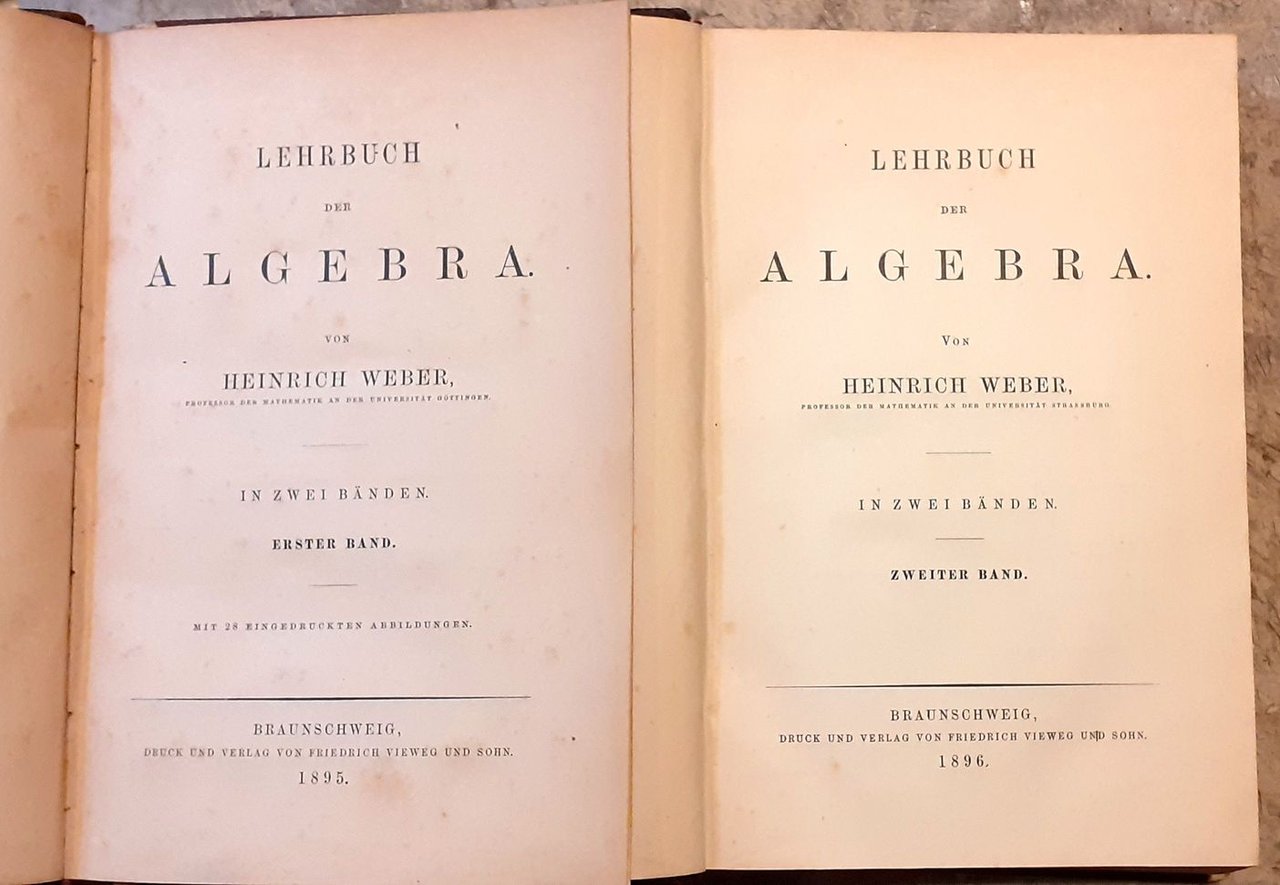 LEHRBUCH
DER
ALGEBRA.
VON
HEINRICH WEBER,
PROFESSOR DER MATHEMATIK AN DER UNIVERSITÄT GÖTTINGEN.
IN ZWEI BÄNDEN.
ERSTER BAND.
MIT 28 EINGEDRUCKTEN ABBILDUNGEN.
BRAUNSCHWEIG,
DRUCK UND VERLAG VON FRIEDRICH VIEWEG UND SOHN.
1895.
LEHRBUCH
DER
ALGEBRA.
VON
HEINRICH WEBER,
PROFESSOR DER MATHEMATIK AN DER UNIVERSITÄT STRASSBURG
IN ZWEI BÄNDEN.
ZWEITER BAND.
BRAUNSCHWEIG,
DRUCK UND VERLAG VON FRIEDRICH VIEWEG UND SOHN.
1896.